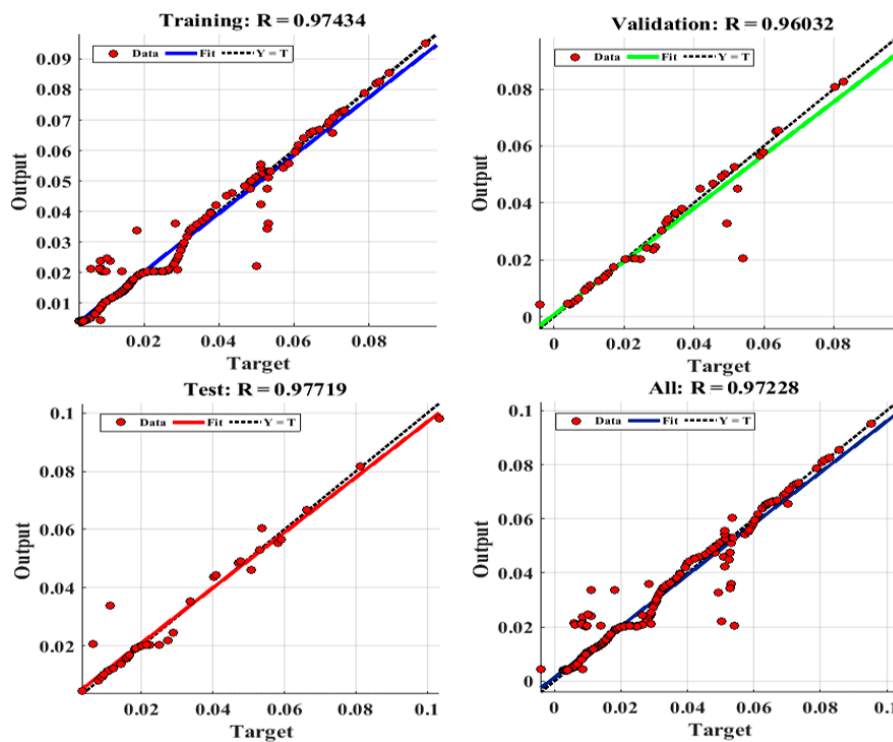 Training: R = 0.97434
Data Fit Y = T
0.09
0.08
0.07
0.06
0.05
0.04
0.03
0.02
0.01
Output
0.02 0.04 0.06 0.08
Target
Validation: R = 0.96032
Data Fit Y = T
0.08
0.06
0.04
0.02
0
Output
0 0.02 0.04 0.06 0.08
Target
Test: R = 0.97719
Data Fit Y = T
0.1
0.08
0.06
0.04
0.02
Output
0.02 0.04 0.06 0.08 0.1
Target
All: R = 0.97228
Data Fit Y = T
0.1
0.08
0.06
0.04
0.02
0
Output
0 0.02 0.04 0.06 0.08 0.1
Target